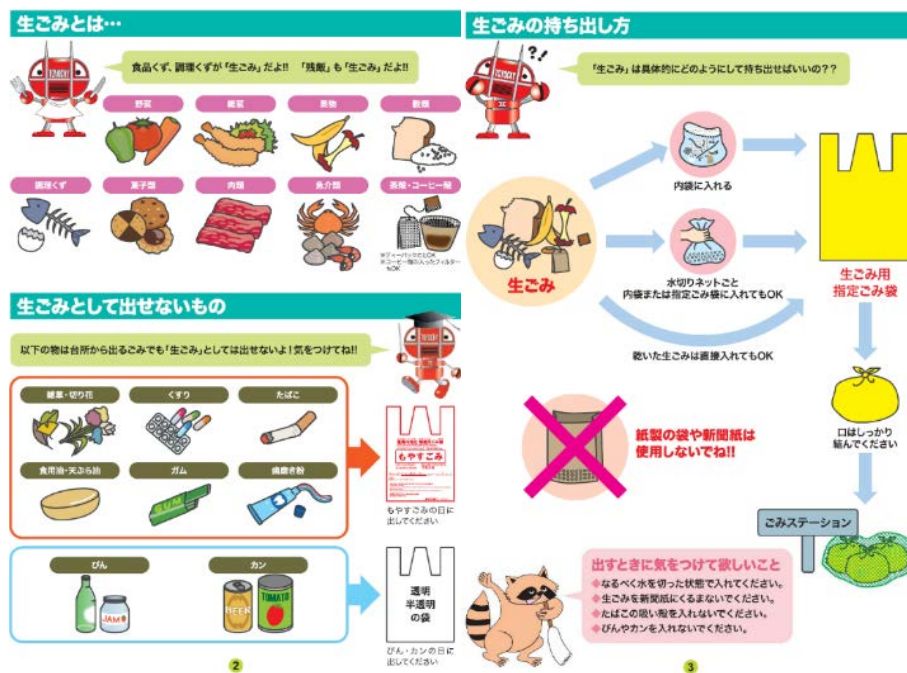 生ごみとは…
食品くず、調理くずが「生ごみ」だよ!! 「残飯」も「生ごみ」だよ!!
野菜
総菜
果物
穀類
調理くず
菓子類
肉類
魚介類
茶類・コーヒー類
※ティーバックのままOK
※コーヒー類の入ったフィルター
もOK
生ごみとして出せないもの
以下の物は台所から出るごみでも「生ごみ」としては出せないよ!気をつけてね!!
雑草・切り花
くすり
たばこ
食用油・天ぷら油
ガム
歯磨き粉
GUM
もやすごみ
もやすごみの日に
出してください
びん
カン
JAM
BEER
TOMATO
透明
半透明
の袋
びん・カンの日に
出してください
2
生ごみの持ち出し方
?!
「生ごみ」は具体的にどのようにして持ち出せばいいの??
内袋に入れる
生ごみ
水切りネットごと
内袋または指定ごみ袋に入れてもOK
乾いた生ごみは直接入れてもOK
生ごみ用
指定ごみ袋
紙製の袋や新聞紙は
使用しないでね!!
口はしっかり
結んでください
ごみステーション
出すときに気をつけて欲しいこと
◆なるべく水を切った状態で入れてください。
◆生ごみを新聞紙にくるまないでください。
◆たばこの吸い殻を入れないでください。
◆びんやカンを入れないでください。
3